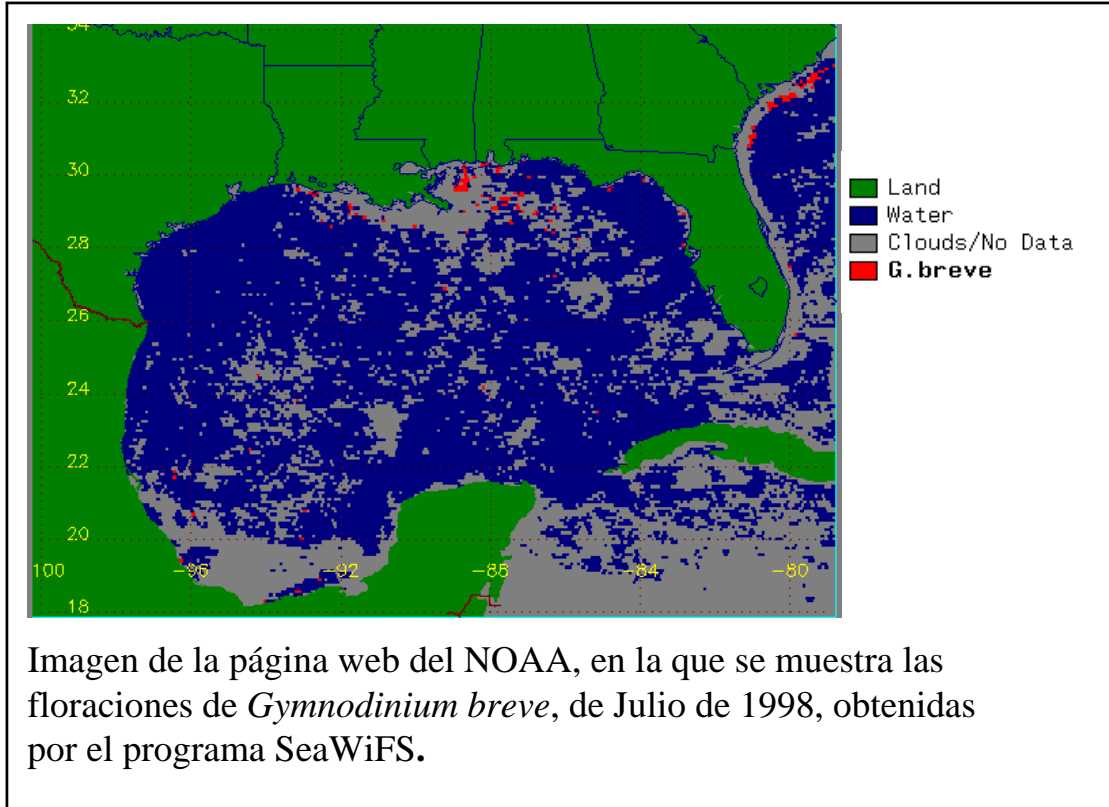 34
32
30
28
26
24
22
20
100 -96 -92 -88 -84 -80
18
Land
Water
Clouds/No Data
G.breve
Imagen de la página web del NOAA, en la que se muestra las
floraciones de Gymnodinium breve, de Julio de 1998, obtenidas
por el programa SeaWiFS.